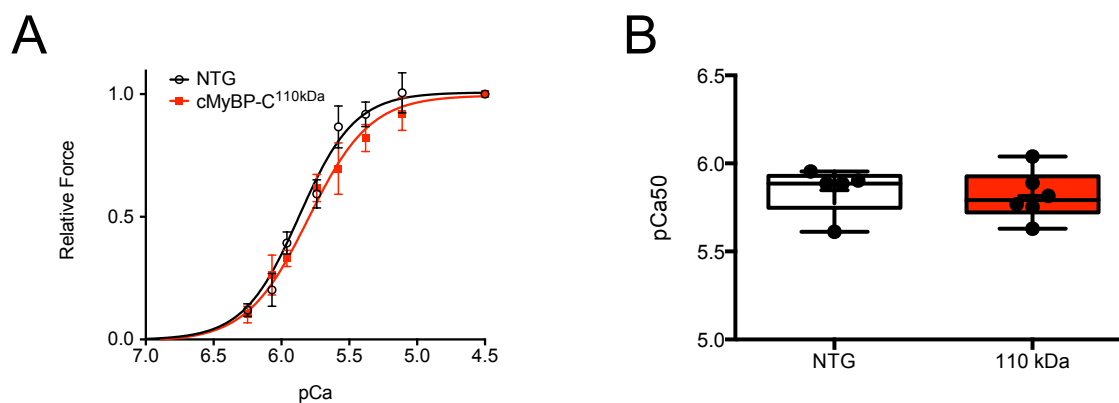 A
NTG
cMyBP-C110kDa
Relative Force
1.0
0.5
0.0
7.0 6.5 6.0 5.5 5.0 4.5
pCa
B
pCa50
6.5
6.0
5.5
5.0
NTG 110 kDa